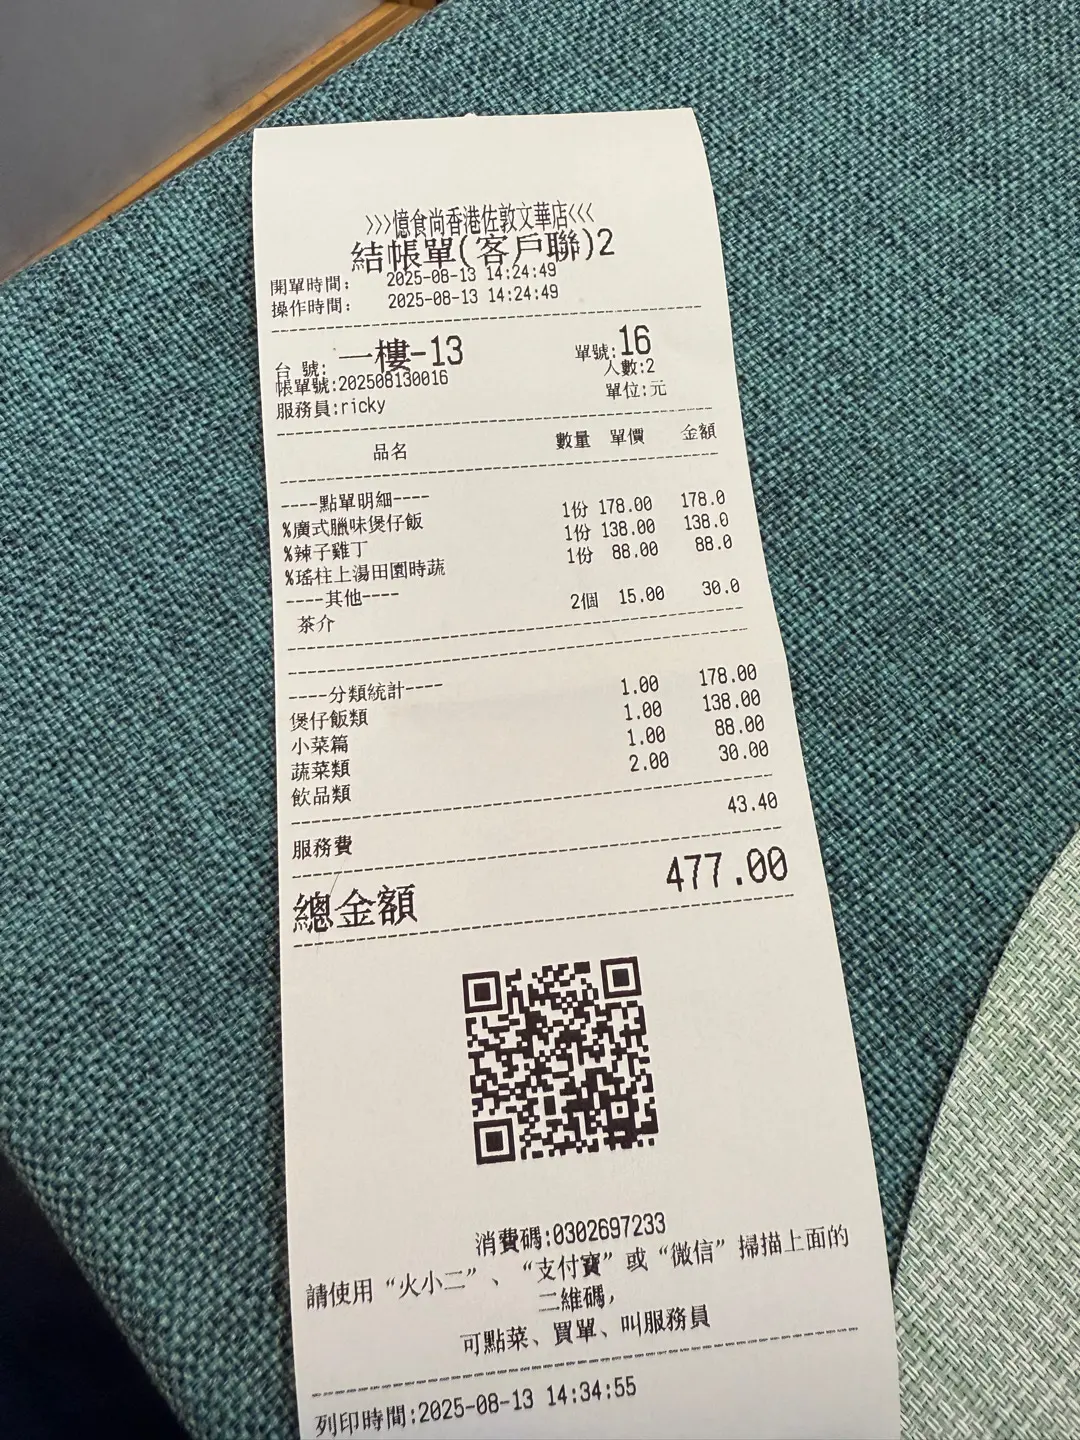 >>>憶食尚香港佐敦文華店<<<
結帳單(客戶聯)2
開單時間: 2025-08-13 14:24:49
操作時間: 2025-08-13 14:24:49
台 號: 一樓-13 單號:16
人數:2
帳單號:202508130016
單位:元
服務員:ricky
品名 數量 單價 金額
----點單明細----
%廣式臘味煲仔飯 1份 178.00 178.0
%辣子雞丁 1份 138.00 138.0
%瑤柱上湯田園時蔬 1份 88.00 88.0
----其他----
茶介 2個 15.00 30.0
----分類統計----
煲仔飯類 1.00 178.00
小菜篇 1.00 138.00
蔬菜類 1.00 88.00
飲品類 2.00 30.00
服務費 43.40
總金額 477.00
消費碼:0302697233
請使用“火小二”、“支付寶”或“微信”掃描上面的
二維碼,
可點菜、買單、叫服務員
列印時間:2025-08-13 14:34:55